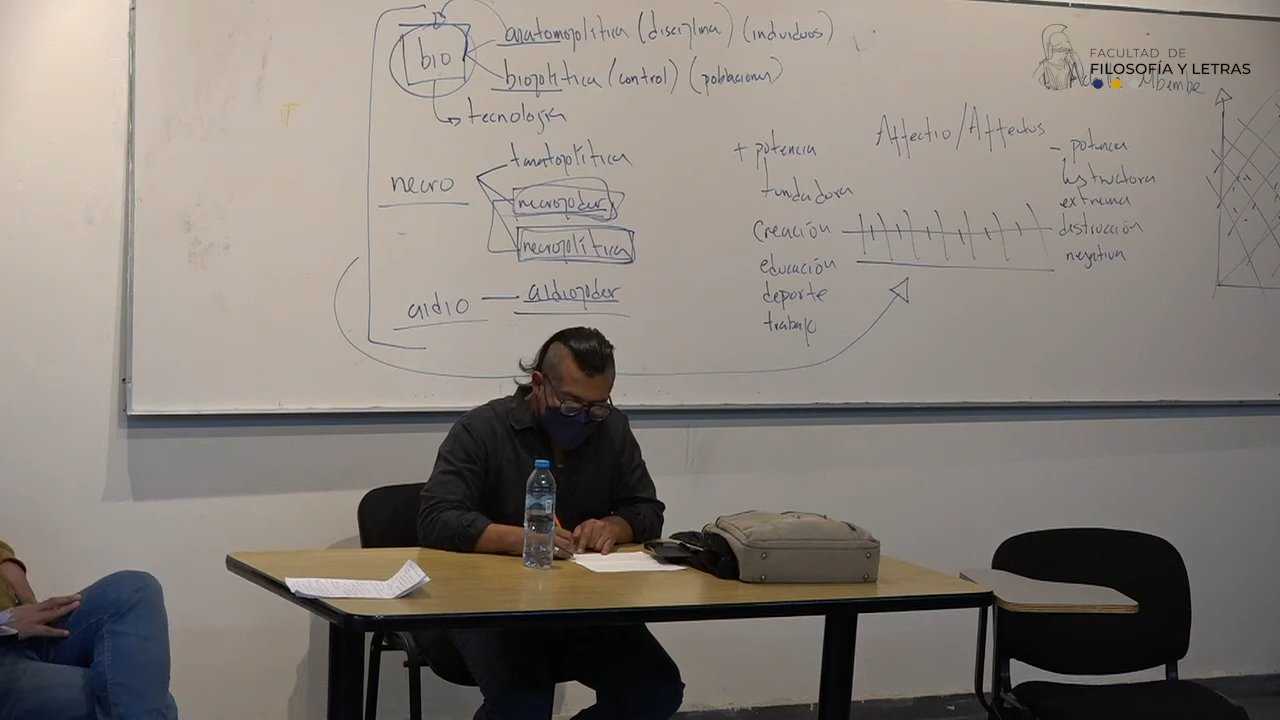 anatomopolítica (disciplina) (individuos)
bio
biopolítica (control) (poblaciones)
tecnología
tanatopolítica
necro
necropoder
necropolítica
aidio
aidiopoder
+ potencia
fundadora
creación
educación
deporte
trabajo
Affectio/Affectus
- potencia
destructora
extrema
destrucción
negativa
FACULTAD DE
FILOSOFÍA Y LETRAS
Mbembe